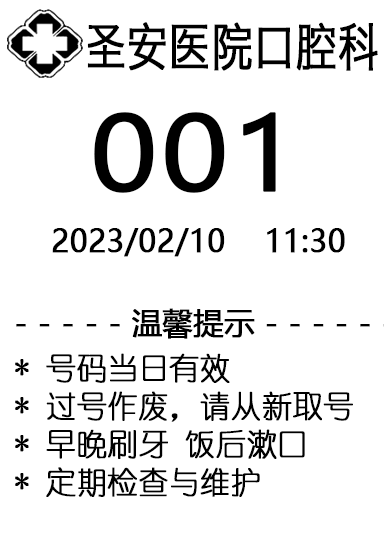 圣安医院口腔科
001
2023/02/10 11:30
- - - - - 温馨提示 - - - - -
* 号码当日有效
* 过号作废，请从新取号
* 早晚刷牙 饭后漱口
* 定期检查与维护